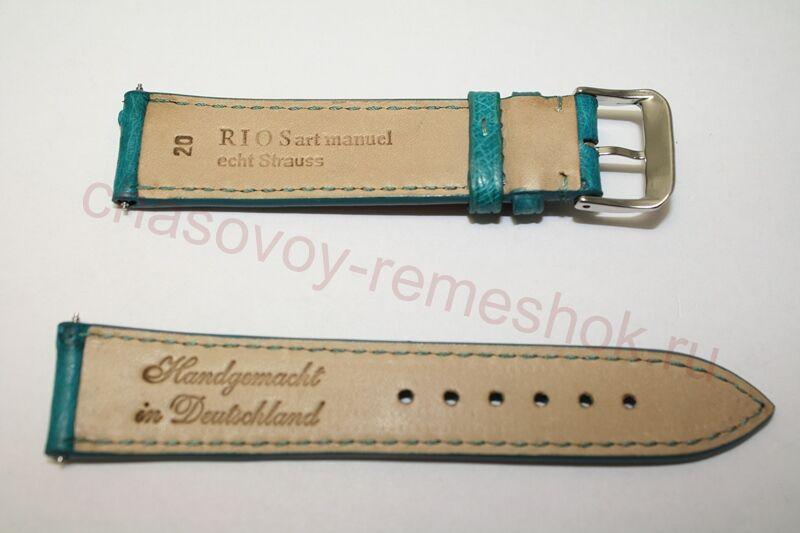 20
RIOS art manuel
echt Strauss
chasovoy-remeshok.ru
Handgemacht
in Deutschland